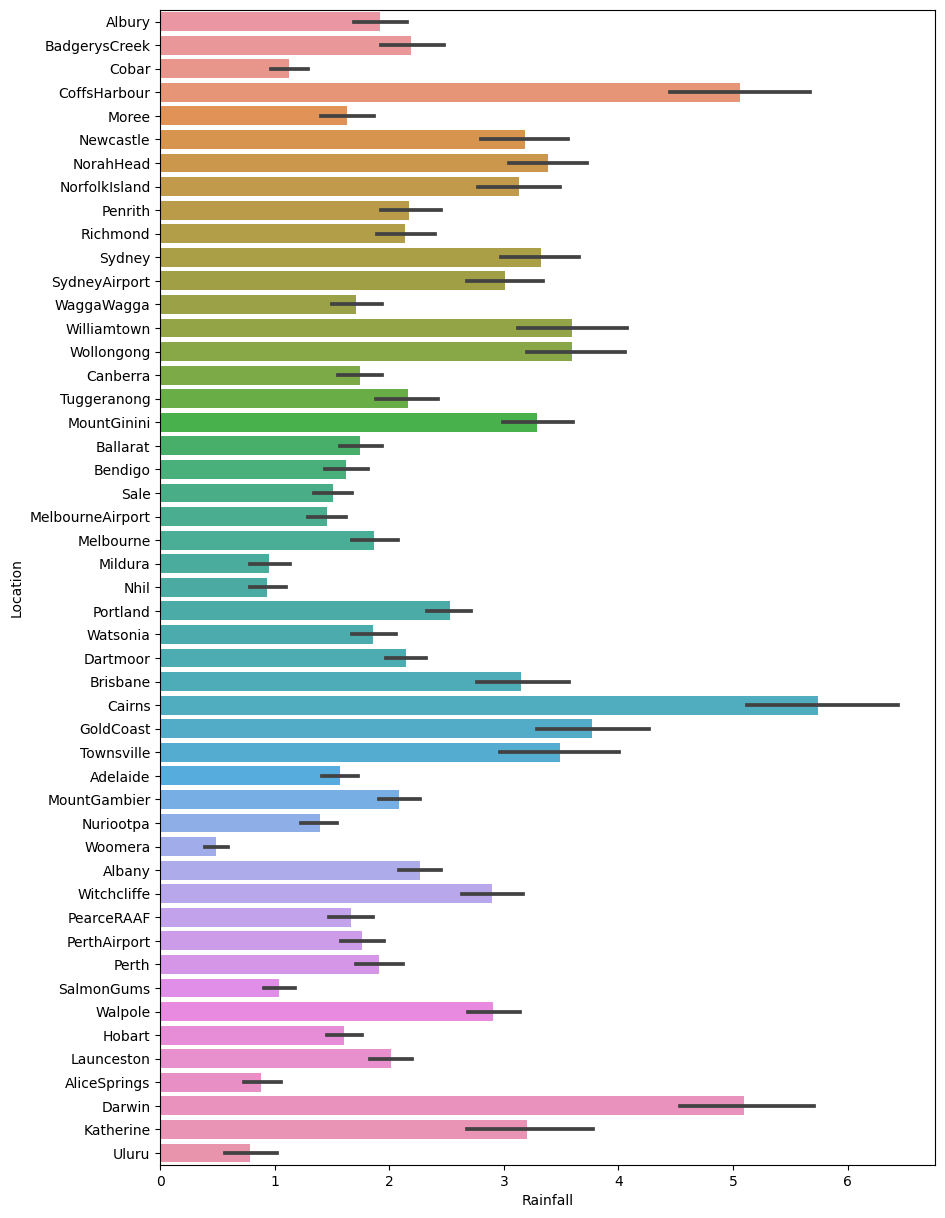 Albury
BadgerysCreek
Cobar
CoffsHarbour
Moree
Newcastle
NorahHead
NorfolkIsland
Penrith
Richmond
Sydney
SydneyAirport
WaggaWagga
Williamtown
Wollongong
Canberra
Tuggeranong
MountGinini
Ballarat
Bendigo
Sale
MelbourneAirport
Melbourne
Mildura
Nhil
Portland
Watsonia
Dartmoor
Brisbane
Cairns
GoldCoast
Townsville
Adelaide
MountGambier
Nuriootpa
Woomera
Albany
Witchcliffe
PearceRAAF
PerthAirport
Perth
SalmonGums
Walpole
Hobart
Launceston
AliceSprings
Darwin
Katherine
Uluru
Location
0 1 2 3 4 5 6
Rainfall